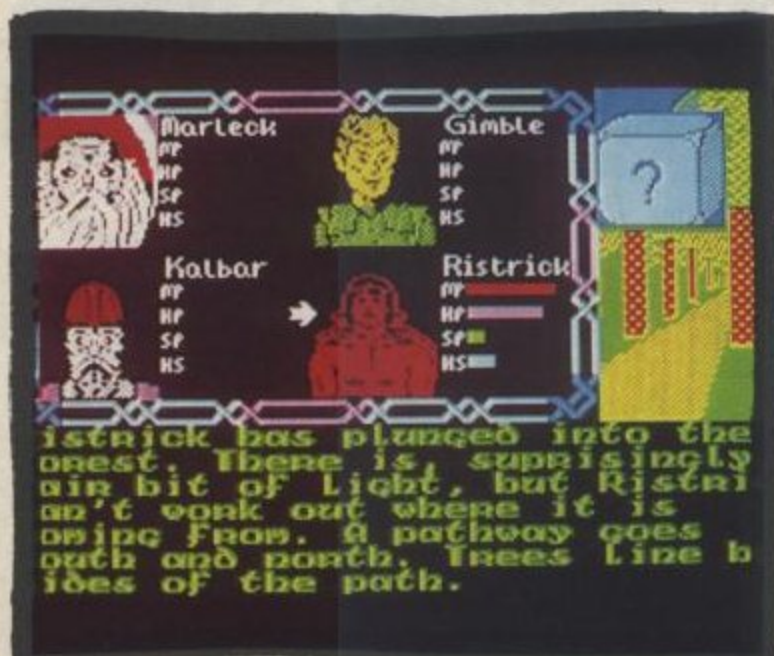 Marleck
MP
HP
SP
HS
Gimble
MP
HP
SP
HS
?
Kalbar
MP
HP
SP
HS
Ristrick
MP
HP
SP
HS
istrick has plunged into the
orest. There is, suprisingly
air bit of Light, but Ristri
an't work out where it is
oming from. A pathway goes
outh and north. Trees line b
ides of the path.